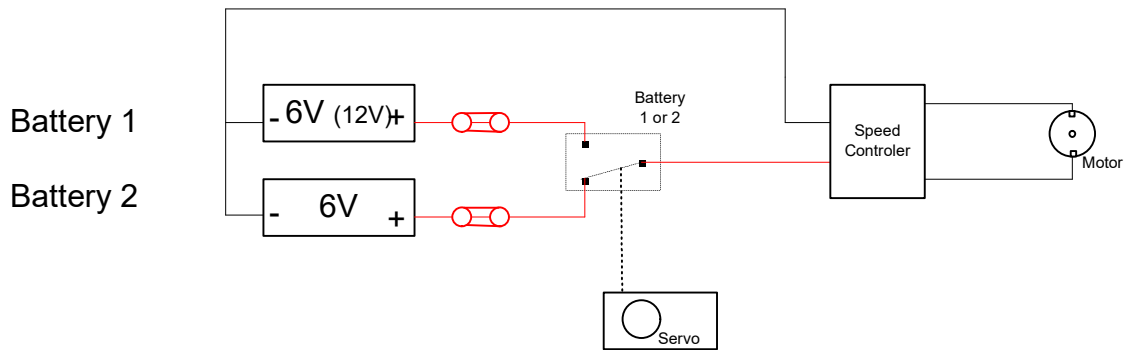 Battery 1
- 6V (12V)+
Battery
1 or 2
Speed
Controler
Motor
Battery 2
- 6V +
Servo